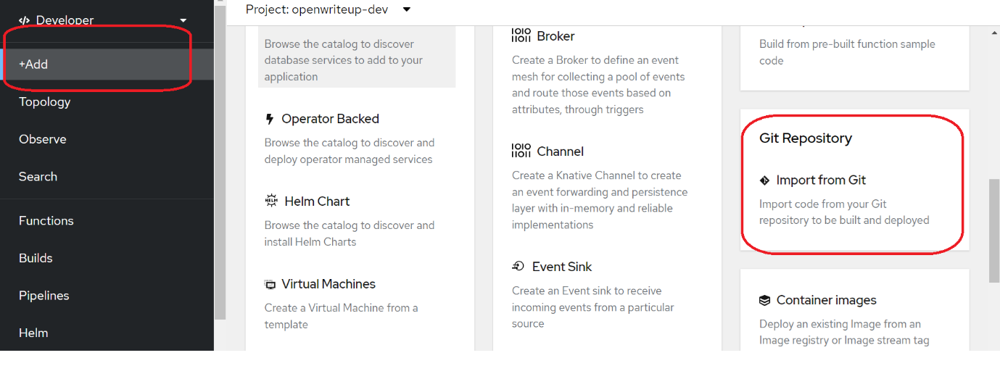 Developer
+Add
Topology
Observe
Search
Functions
Builds
Pipelines
Helm
Project: openwriteup-dev
Browse the catalog to discover
database services to add to your
application
Operator Backed
Browse the catalog to discover and
deploy operator managed services
HELM
Helm Chart
Browse the catalog to discover and
install Helm Charts
Virtual Machines
Create a Virtual Machine from a
template
Broker
Create a Broker to define an event
mesh for collecting a pool of events
and route those events based on
attributes, through triggers
Channel
Create a Knative Channel to create
an event forwarding and persistence
layer with in-memory and reliable
implementations
Event Sink
Create an Event sink to receive
incoming events from a particular
source
Build from pre-built function sample
code
Git Repository
Import from Git
Import code from your Git
repository to be built and deployed
Container images
Deploy an existing Image from an
Image registry or Image stream tag